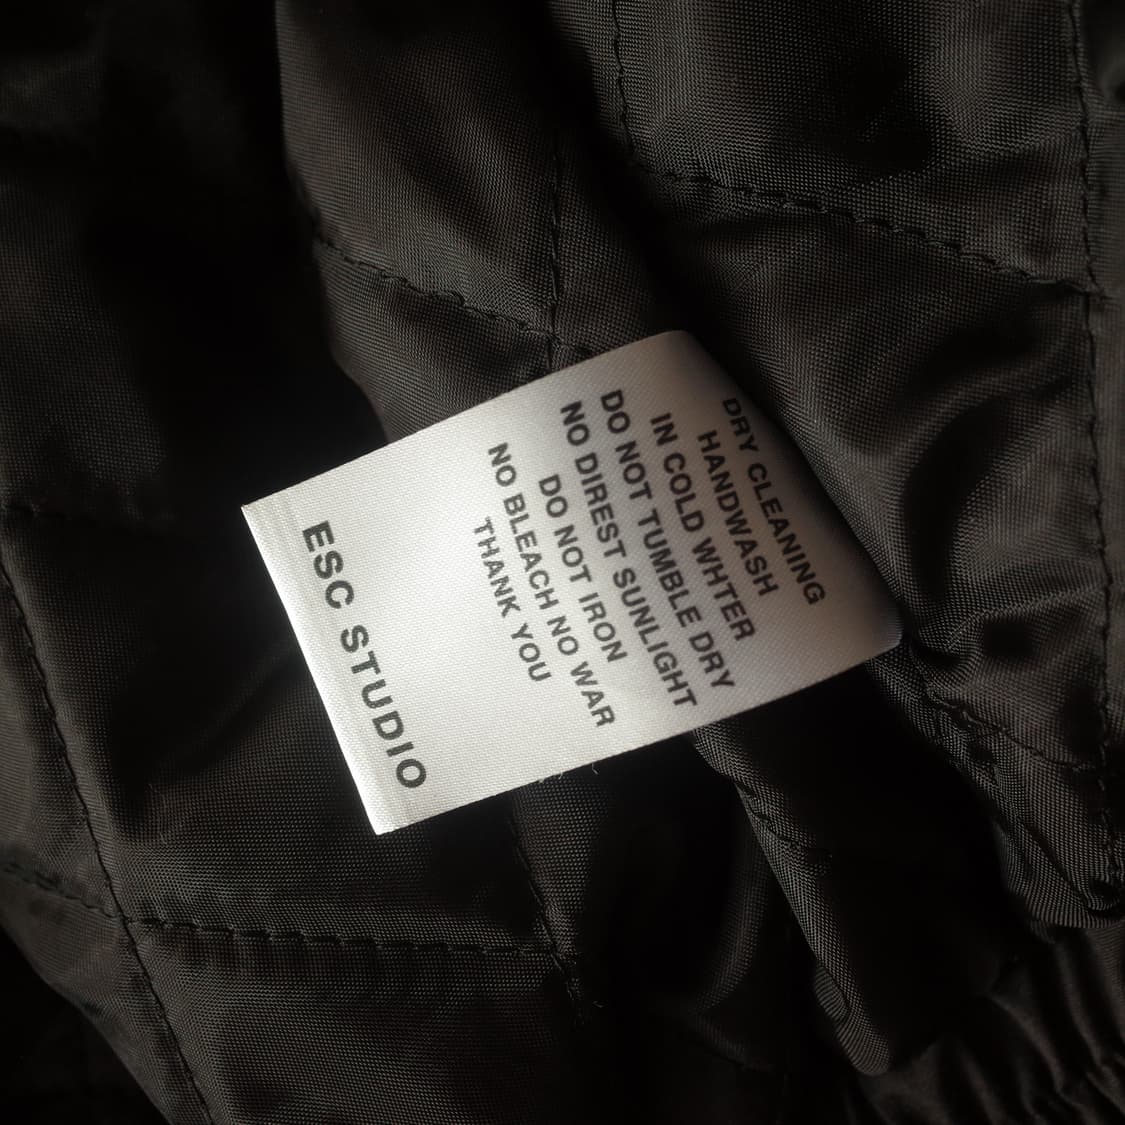 DRY CLEANING
HANDWASH
IN COLD WHTER
DO NOT TUMBLE DRY
NO DIREST SUNLIGHT
DO NOT IRON
NO BLEACH NO WAR
THANK YOU
ESC STUDIO